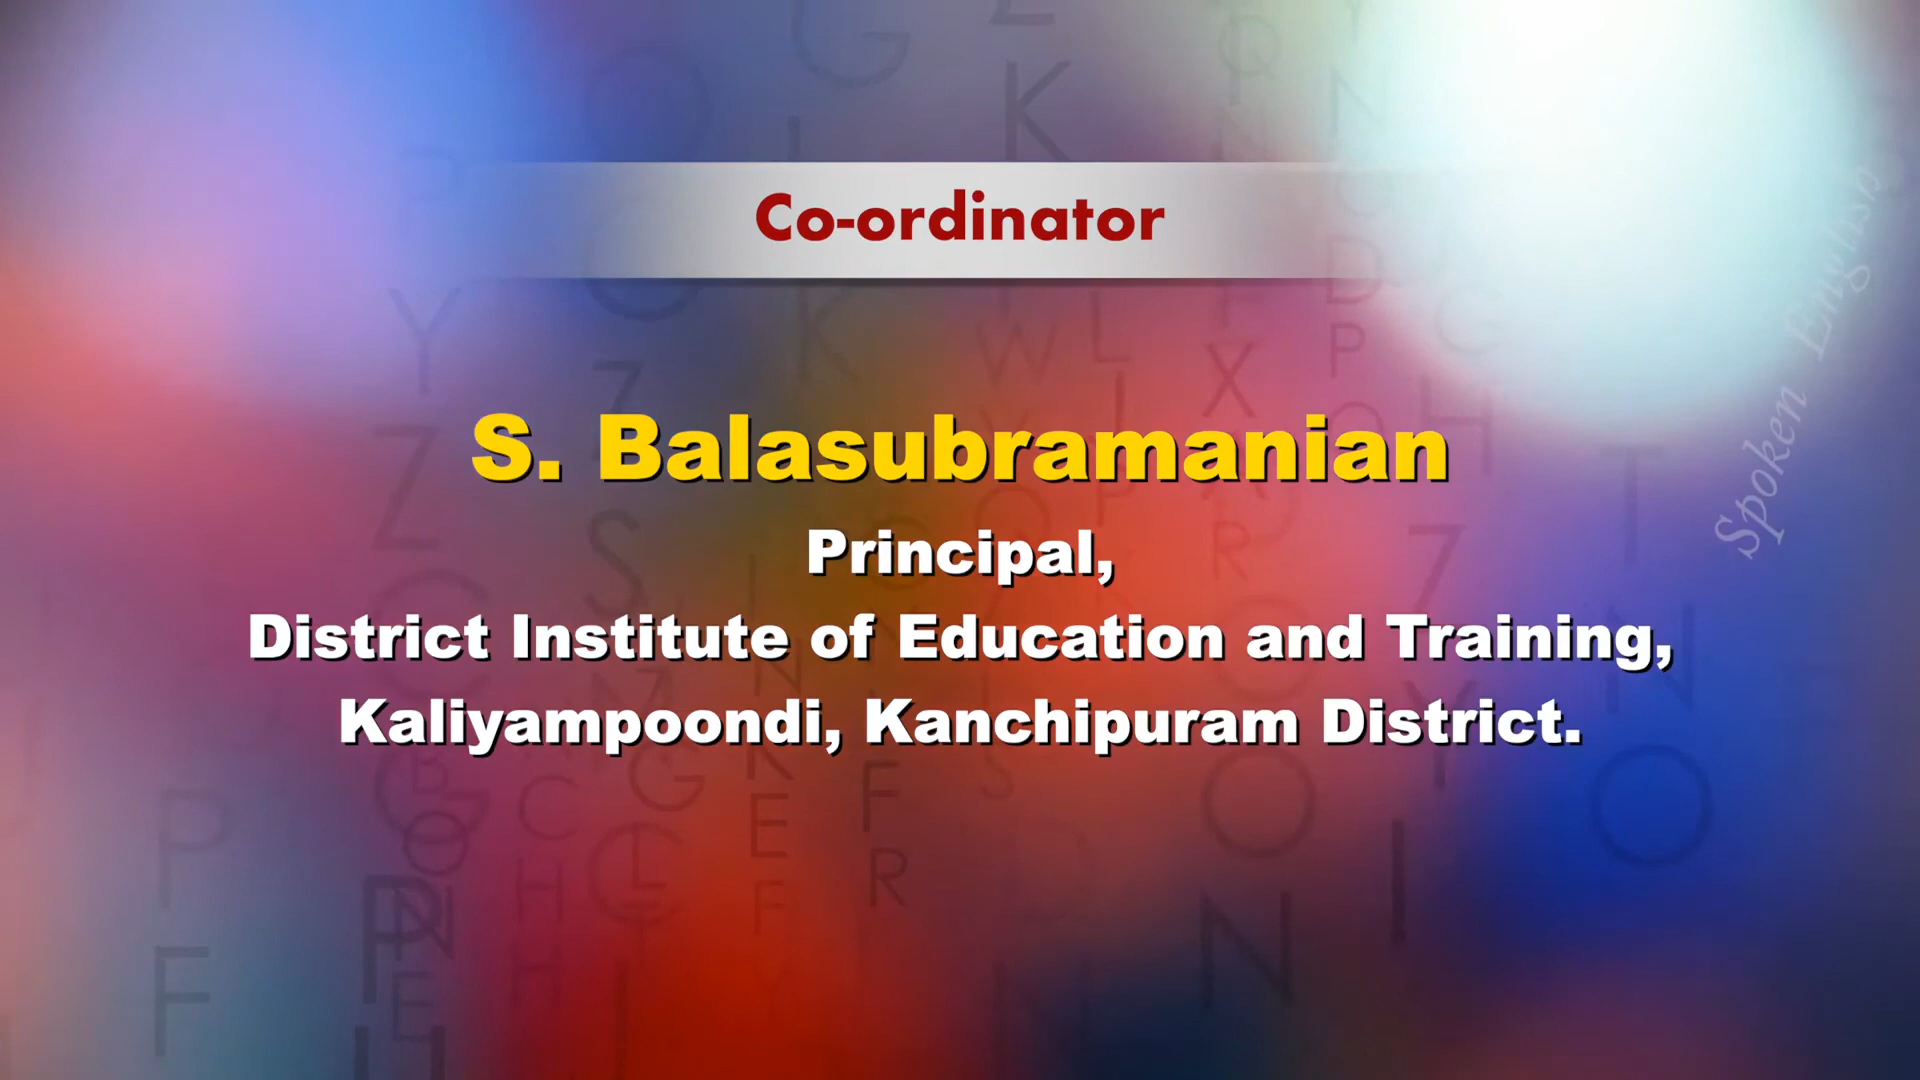 Co-ordinator
S. Balasubramanian
Principal,
District Institute of Education and Training,
Kaliyampoondi, Kanchipuram District.
Spoken English